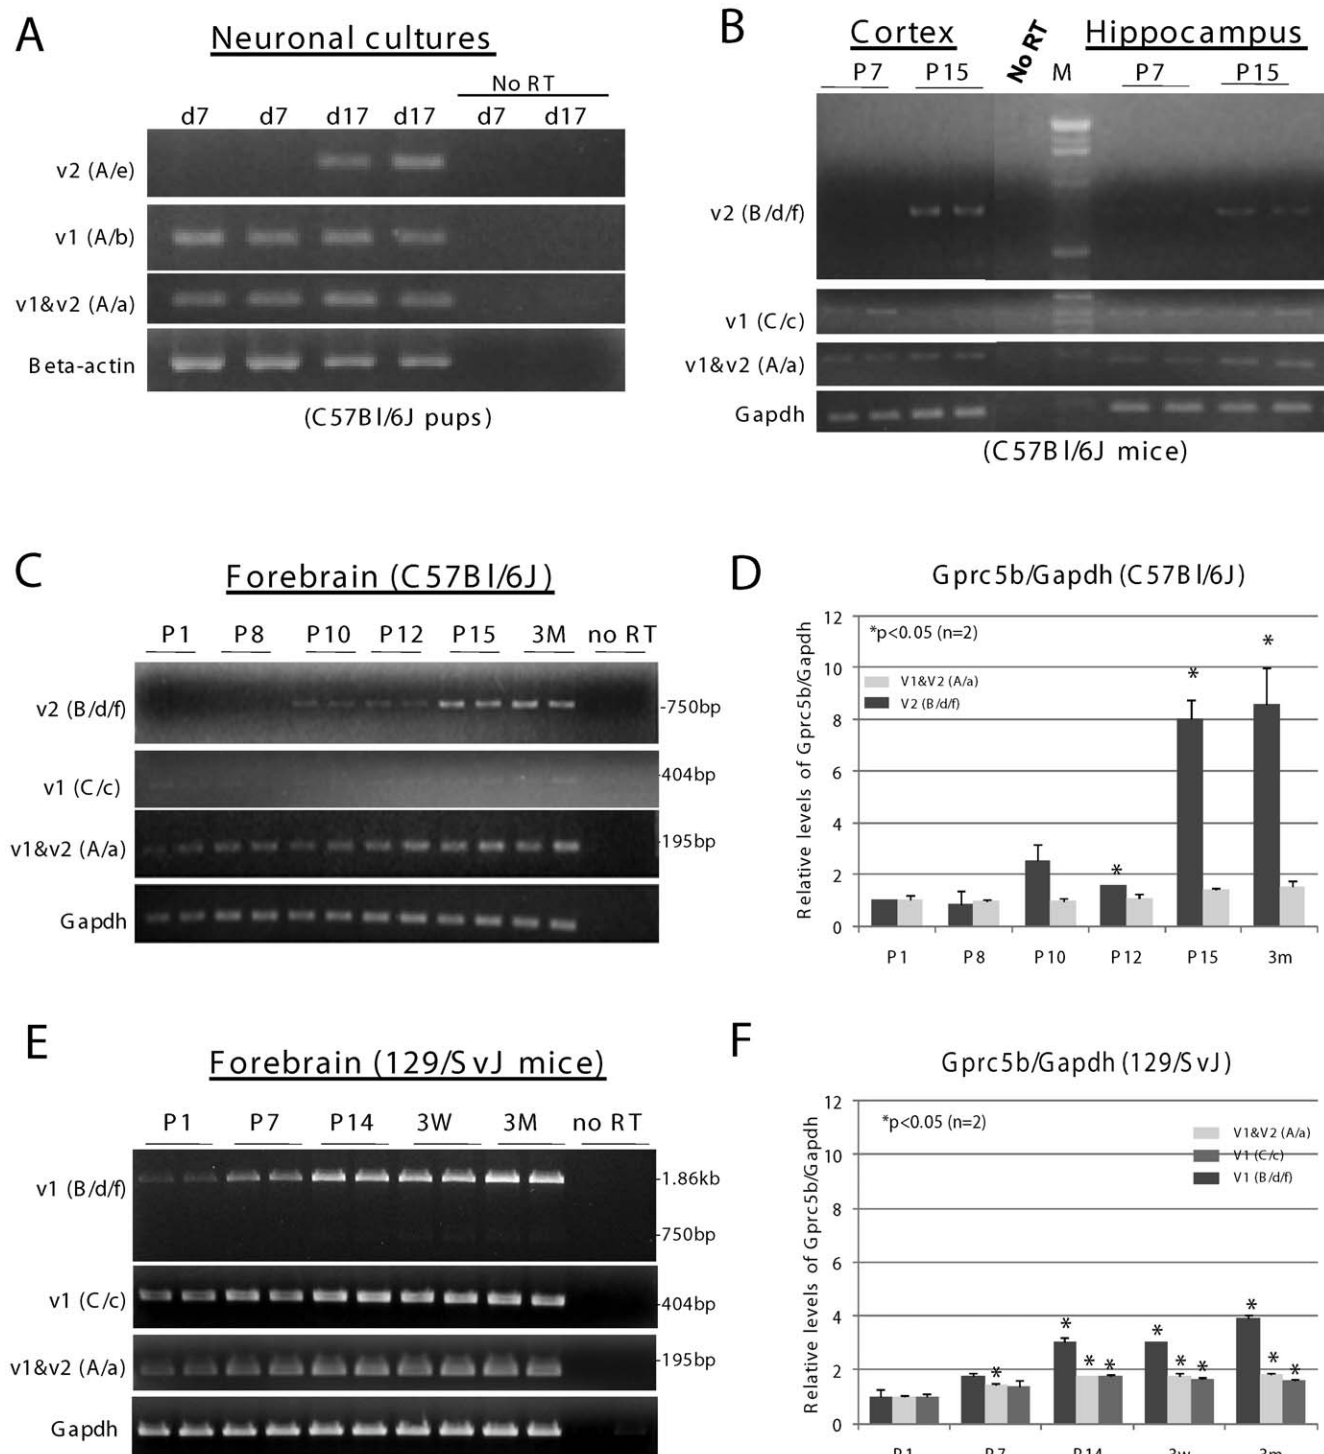 A
Neuronal cultures
No RT
d7 d7 d17 d17 d7 d17
v2 (A/e)
v1 (A/b)
v1&v2 (A/a)
Beta-actin
(C57Bl/6J pups)
B
Cortex No RT M Hippocampus
P7 P15 P7 P15
v2 (B/d/f)
v1 (C/c)
v1&v2 (A/a)
Gapdh
(C57Bl/6J mice)
C
Forebrain (C57Bl/6J)
P1 P8 P10 P12 P15 3M no RT
v2 (B/d/f) -750bp
v1 (C/c) -404bp
v1&v2 (A/a) -195bp
Gapdh
D
Gprc5b/Gapdh (C57Bl/6J)
Relative levels of Gprc5b/Gapdh
12
10
8
6
4
2
0
*p<0.05 (n=2)
V1&V2 (A/a)
V2 (B/d/f)
* * *
P1 P8 P10 P12 P15 3m
E
Forebrain (129/SvJ mice)
P1 P7 P14 3W 3M no RT
v1 (B/d/f) -1.86kb
-750bp
v1 (C/c) -404bp
v1&v2 (A/a) -195bp
Gapdh
F
Gprc5b/Gapdh (129/SvJ)
Relative levels of Gprc5b/Gapdh
12
10
8
6
4
2
0
*p<0.05 (n=2)
V1&V2 (A/a)
V1 (C/c)
V1 (B/d/f)
* * * * * * * * * *
P1 P7 P14 3w 3m